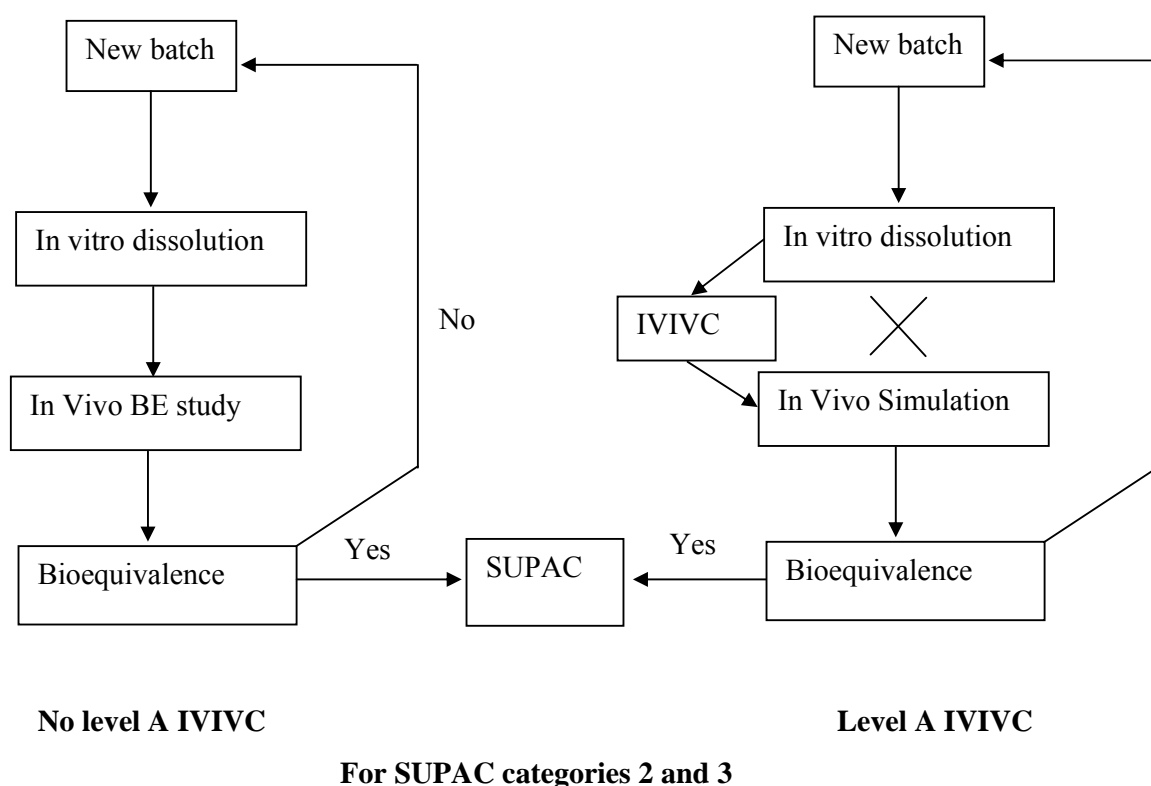 New batch
In vitro dissolution
In Vivo BE study
Bioequivalence
No
Yes
SUPAC
Yes
New batch
In vitro dissolution
IVIVC
In Vivo Simulation
Bioequivalence
No level A IVIVC
Level A IVIVC
For SUPAC categories 2 and 3